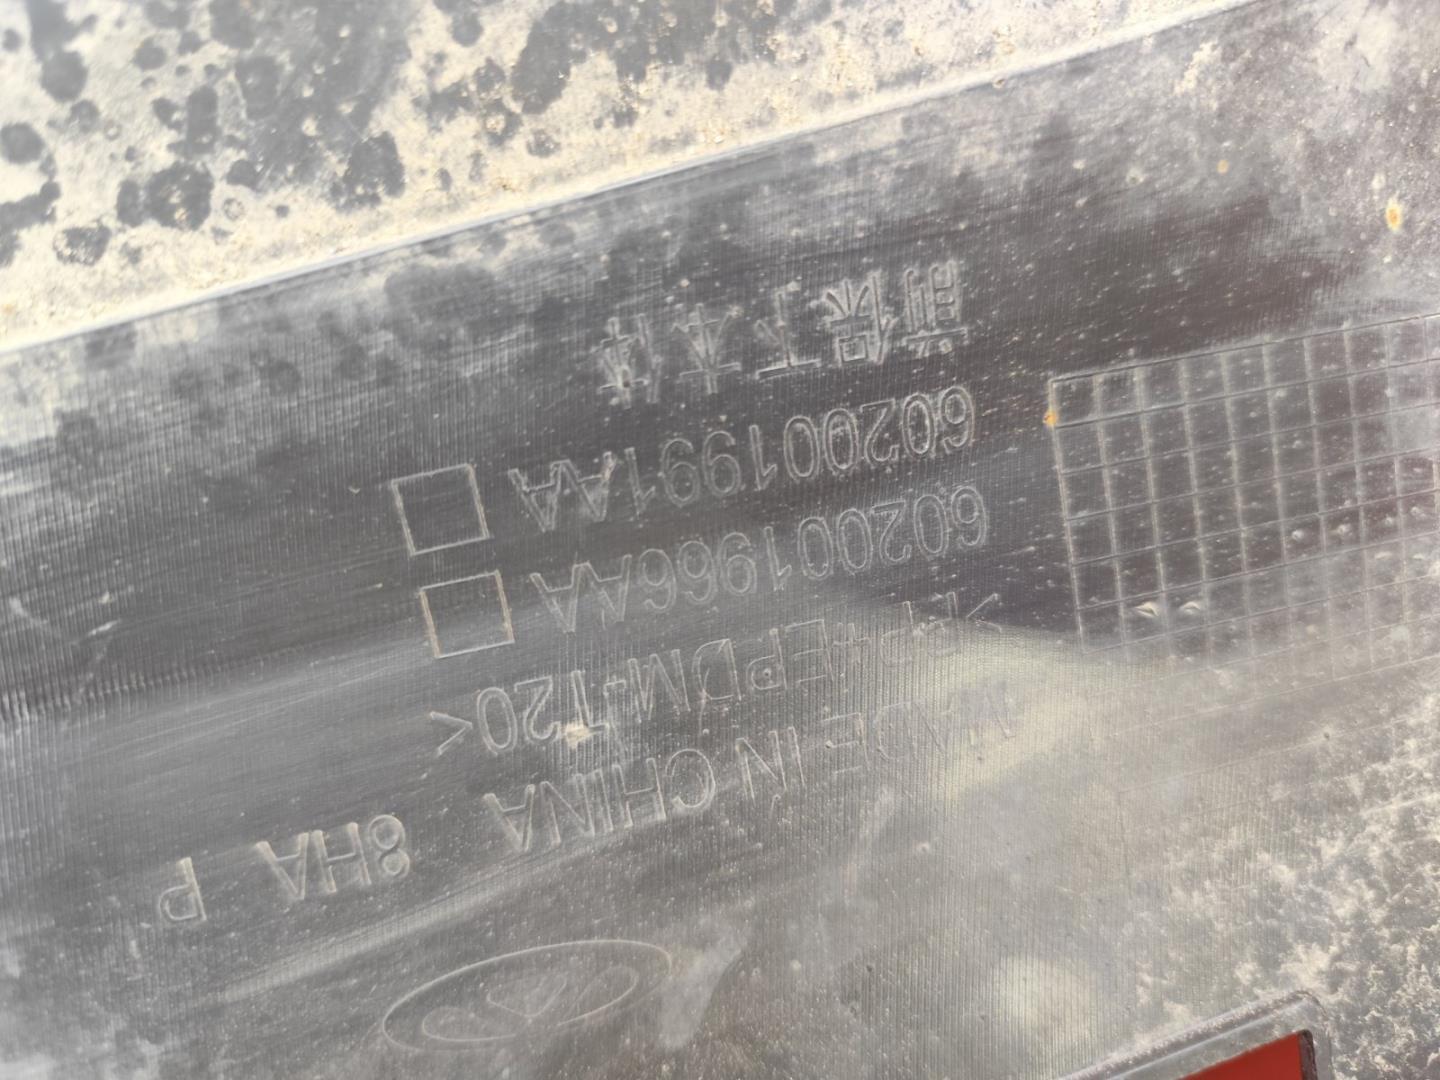 前保下本体
602001991AA
602001966AA
>PP+EPDM-T20<
MADE IN CHINA 8HA P